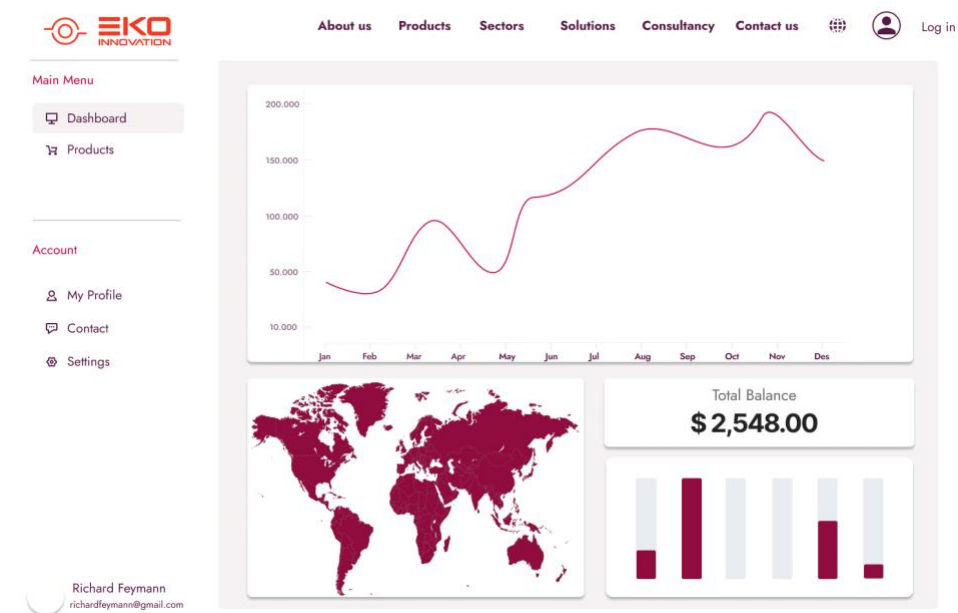 EKO
INNOVATION
About us Products Sectors Solutions Consultancy Contact us Log in
Main Menu
Dashboard
Products
Account
My Profile
Contact
Settings
Richard Feymann
richardfeymann@gmail.com
200.000
150.000
100.000
50.000
10.000
Jan Feb Mar Apr May Jun Jul Aug Sep Oct Nov Des
Total Balance
$2,548.00